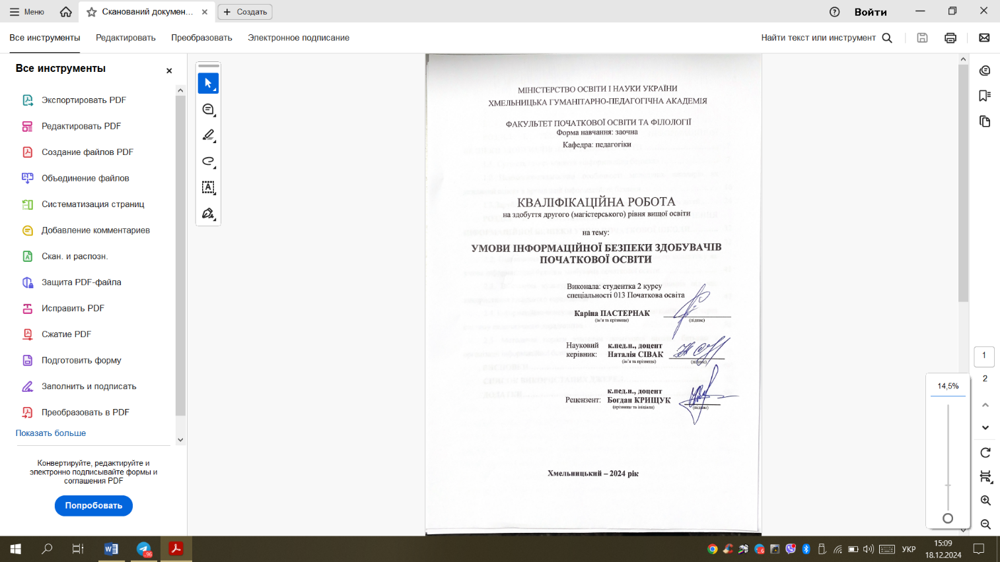 Меню
Сканований докумен...
Создать
Войти
Все инструменты
Редактировать
Преобразовать
Электронное подписание
Найти текст или инструмент
Все инструменты
Экспортировать PDF
Редактировать PDF
Создание файлов PDF
Объединение файлов
Систематизация страниц
Добавление комментариев
Скан. и распозн.
Защита PDF-файла
Исправить PDF
Сжатие PDF
Подготовить форму
Заполнить и подписать
Преобразовать в PDF
Показать больше
Конвертируйте, редактируйте и
электронно подписывайте формы и
соглашения PDF
Попробовать
МІНІСТЕРСТВО ОСВІТИ І НАУКИ УКРАЇНИ
ХМЕЛЬНИЦЬКА ГУМАНІТАРНО-ПЕДАГОГІЧНА АКАДЕМІЯ
ФАКУЛЬТЕТ ПОЧАТКОВОЇ ОСВІТИ ТА ФІЛОЛОГІЇ
Форма навчання: заочна
Кафедра: педагогіки
КВАЛІФІКАЦІЙНА РОБОТА
на здобуття другого (магістерського) рівня вищої освіти
на тему:
УМОВИ ІНФОРМАЦІЙНОЇ БЕЗПЕКИ ЗДОБУВАЧІВ
ПОЧАТКОВОЇ ОСВІТИ
Виконала: студентка 2 курсу
спеціальності 013 Початкова освіта
Каріна ПАСТЕРНАК
(ім'я та прізвище) (підпис)
Науковий к.пед.н., доцент
керівник: Наталія СІВАК
(ім'я та прізвище) (підпис)
к.пед.н., доцент
Рецензент: Богдан КРИЩУК
(прізвище та ініціали) (підпис)
Хмельницький – 2024 рік
1
2
14,5%
96
6
УКР
15:09
18.12.2024